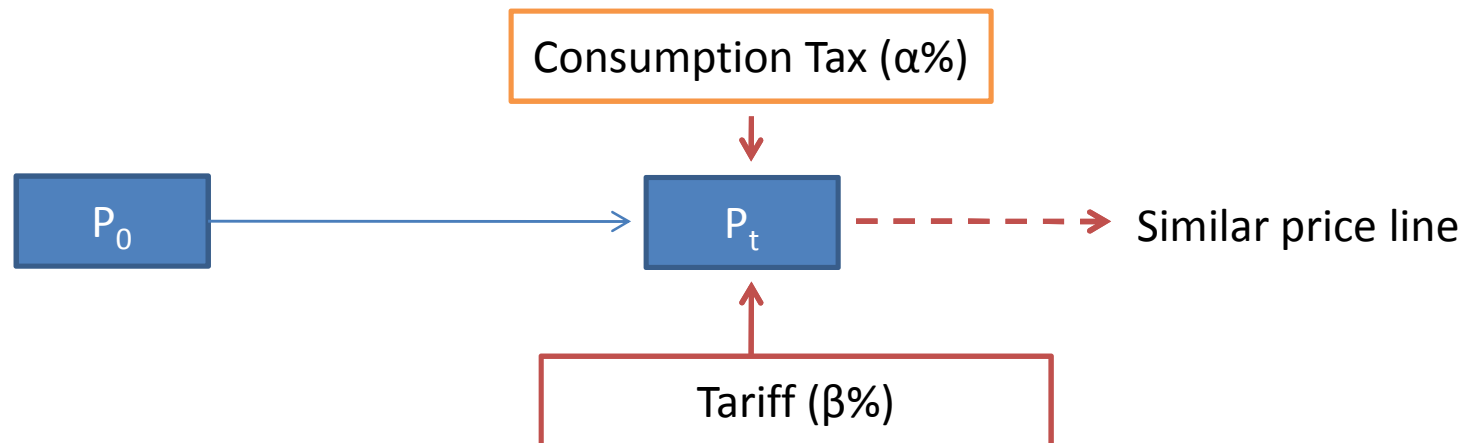 Consumption Tax (α%)
P₀
Pₜ
Similar price line
Tariff (β%)